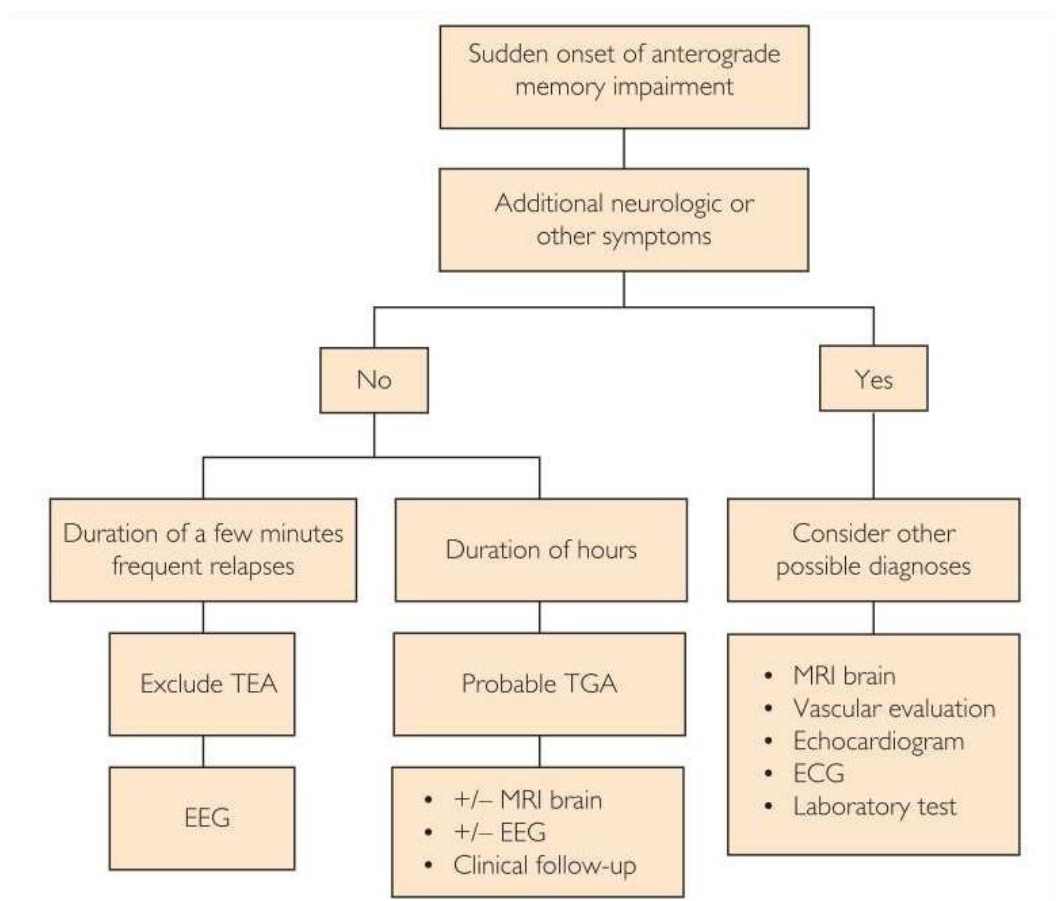 Sudden onset of anterograde
memory impairment
Additional neurologic or
other symptoms
No
Yes
Duration of a few minutes
frequent relapses
Duration of hours
Consider other
possible diagnoses
Exclude TEA
Probable TGA
• MRI brain
• Vascular evaluation
• Echocardiogram
• ECG
• Laboratory test
EEG
• +/– MRI brain
• +/– EEG
• Clinical follow-up